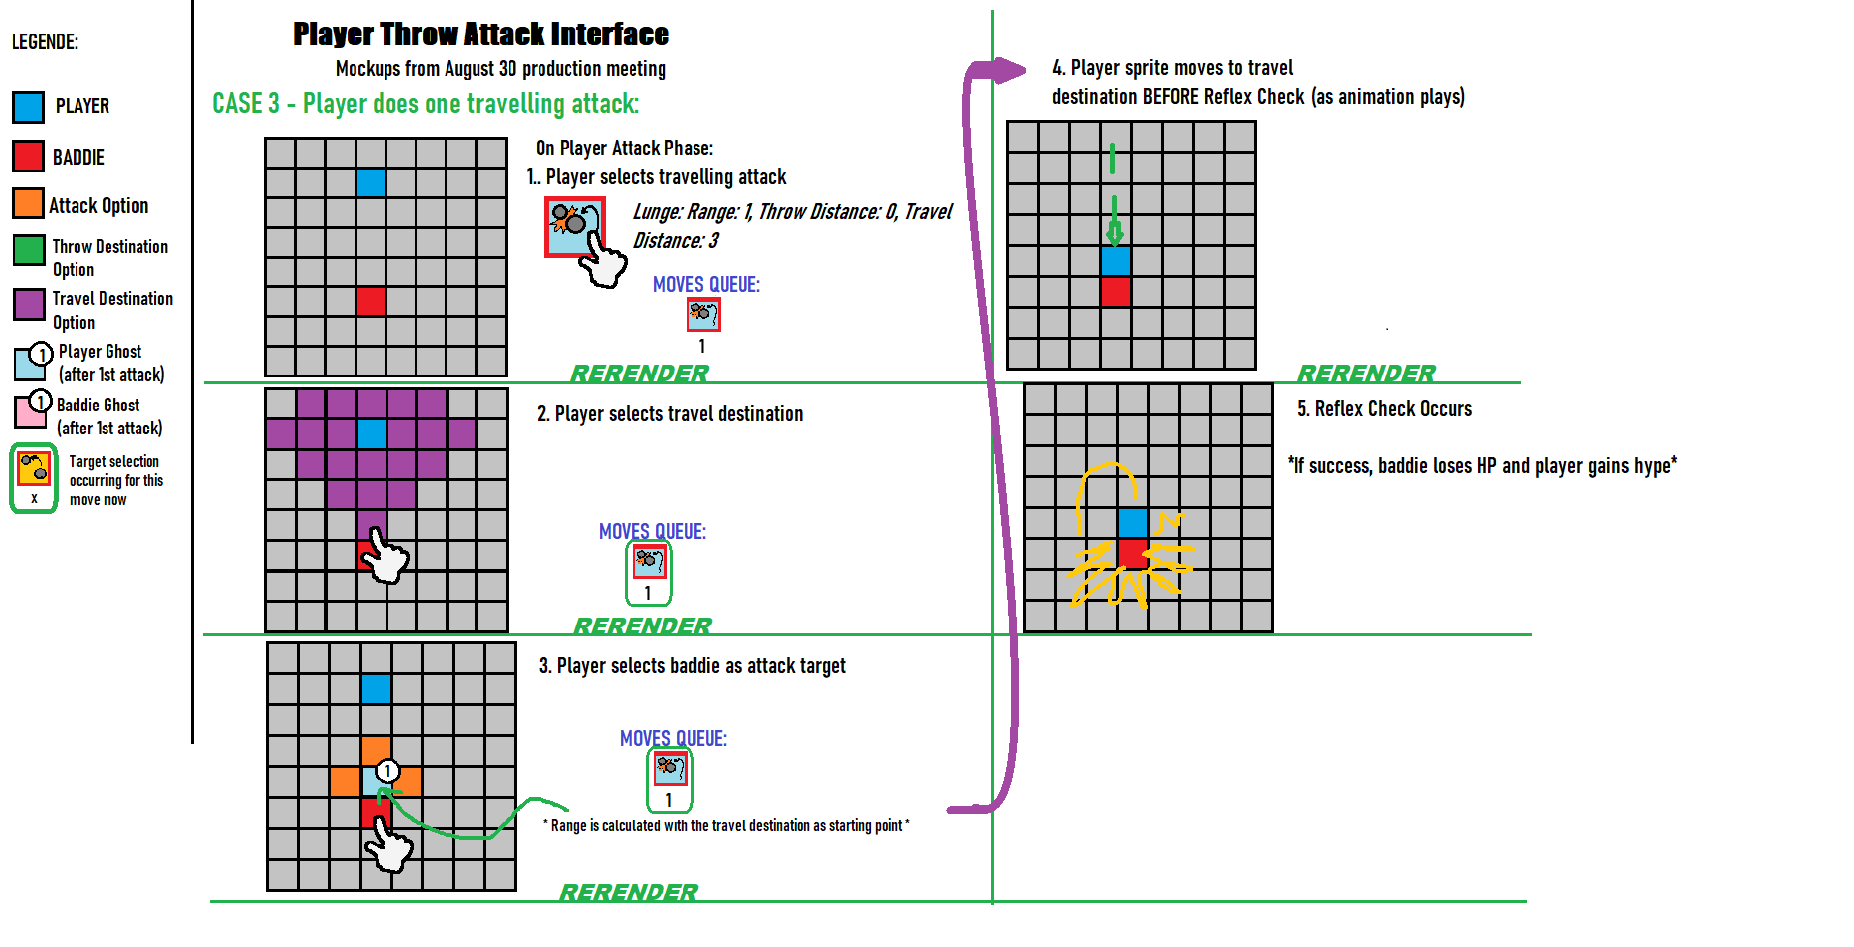 LEGENDE:
PLAYER
BADDIE
Attack Option
Throw Destination
Option
Travel Destination
Option
1
Player Ghost
(after 1st attack)
1
Baddie Ghost
(after 1st attack)
x
Target selection
occurring for this
move now
Player Throw Attack Interface
Mockups from August 30 production meeting
CASE 3 - Player does one travelling attack:
On Player Attack Phase:
1.. Player selects travelling attack
Lunge: Range: 1, Throw Distance: 0, Travel
Distance: 3
MOVES QUEUE:
1
RERENDER
2. Player selects travel destination
MOVES QUEUE:
1
RERENDER
3. Player selects baddie as attack target
1
MOVES QUEUE:
1
* Range is calculated with the travel destination as starting point *
RERENDER
4. Player sprite moves to travel
destination BEFORE Reflex Check (as animation plays)
RERENDER
5. Reflex Check Occurs
*If success, baddie loses HP and player gains hype*